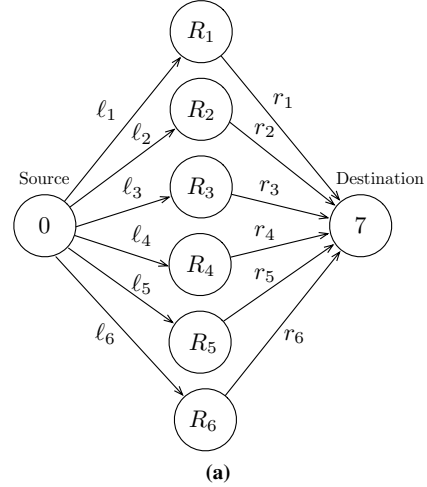 R₁
ℓ₁
r₁
R₂
ℓ₂
r₂
Source
Destination
ℓ₃
R₃
r₃
0
7
ℓ₄
R₄
r₄
ℓ₅
r₅
R₅
ℓ₆
r₆
R₆
(a)